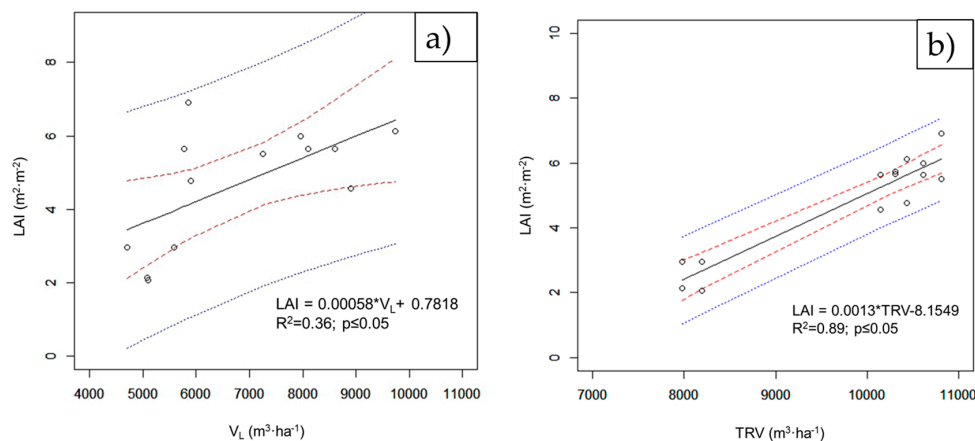 a)
8
6
4
2
0
LAI (m²·m⁻²)
4000 5000 6000 7000 8000 9000 10000 11000
V_L (m³·ha⁻¹)
LAI = 0.00058*V_L + 0.7818
R²=0.36; p≤0.05
b)
10
8
6
4
2
0
LAI (m²·m⁻²)
7000 8000 9000 10000 11000
TRV (m³·ha⁻¹)
LAI = 0.0013*TRV-8.1549
R²=0.89; p≤0.05